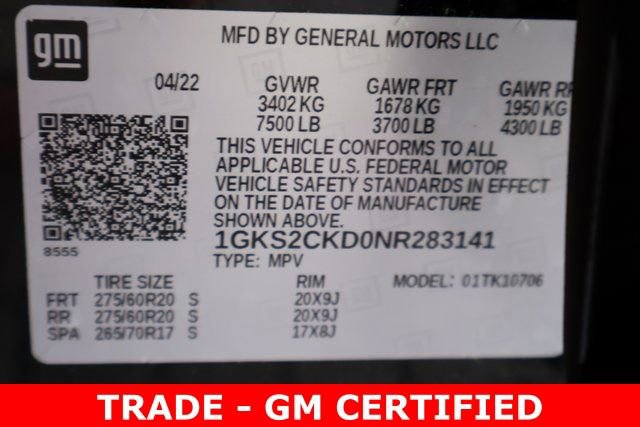 gm
MFD BY GENERAL MOTORS LLC
04/22 GVWR GAWR FRT GAWR RR
3402 KG 1678 KG 1950 KG
7500 LB 3700 LB 4300 LB
THIS VEHICLE CONFORMS TO ALL
APPLICABLE U.S. FEDERAL MOTOR
VEHICLE SAFETY STANDARDS IN EFFECT
ON THE DATE OF MANUFACTURE
SHOWN ABOVE.
8555
1GKS2CKD0NR283141
TYPE: MPV
TIRE SIZE RIM MODEL: 01TK10706
FRT 275/60R20 S 20X9J
RR 275/60R20 S 20X9J
SPA 265/70R17 S 17X8J
TRADE - GM CERTIFIED